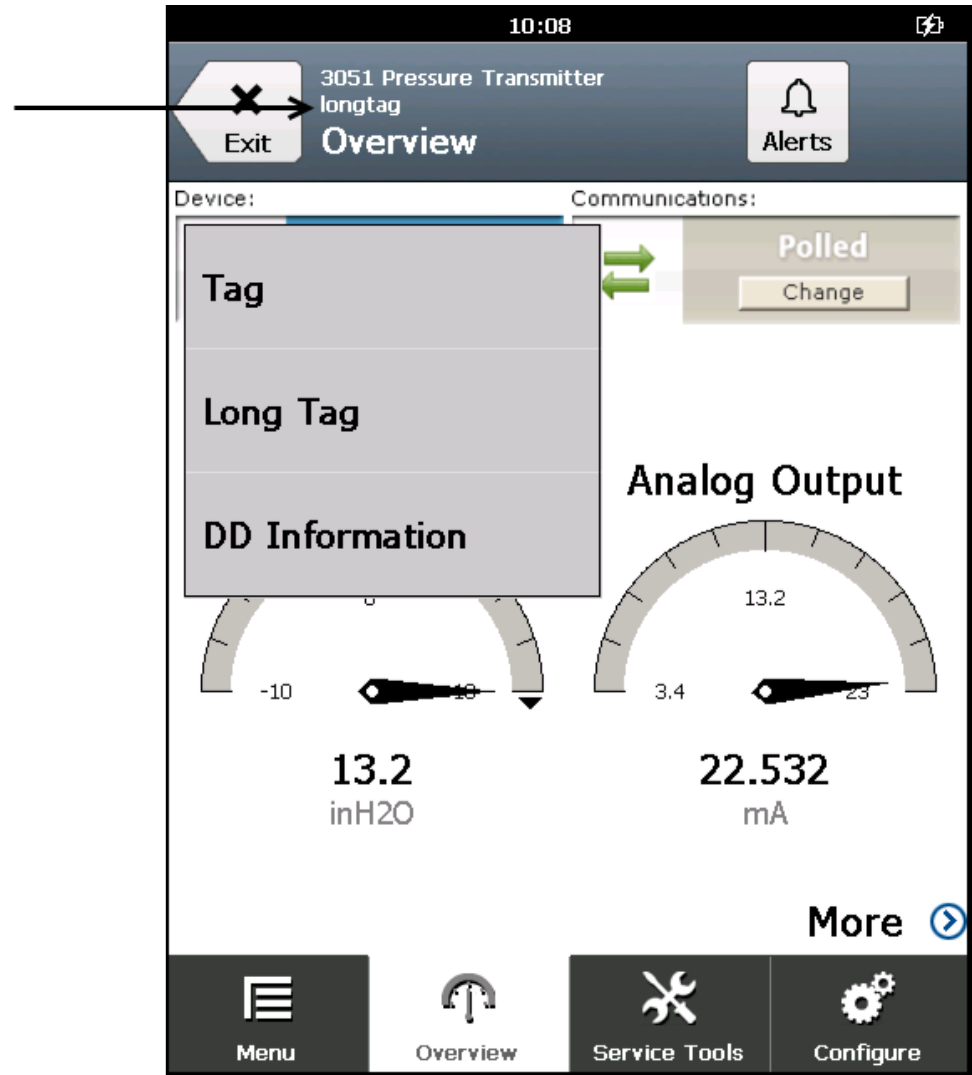 10:08
3051 Pressure Transmitter
longtag
Overview
Exit
Alerts
Device:
Communications:
Polled
Change
Tag
Long Tag
DD Information
Analog Output
0
13.2
-10
10
3.4
23
13.2
22.532
inH2O
mA
More
Menu
Overview
Service Tools
Configure